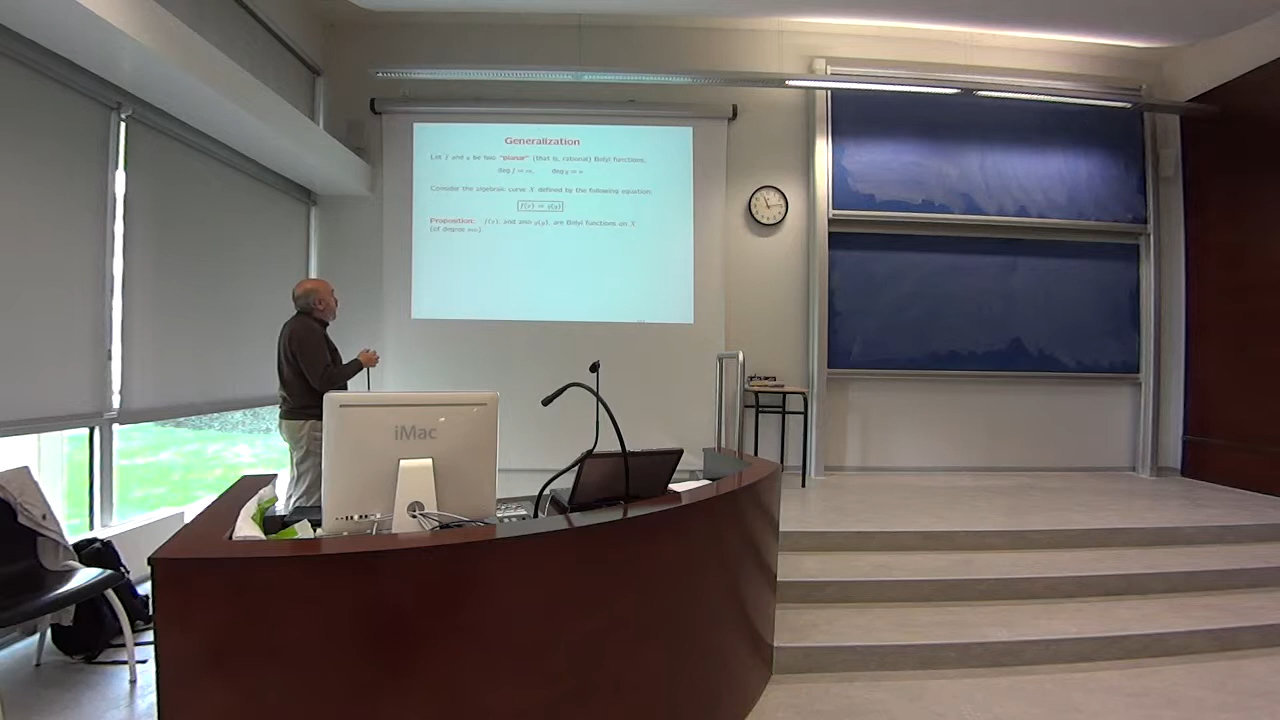 Generalization
Let f and g be two "planar" (that is, rational) Belyi functions,
deg f = m, deg g = n
Consider the algebraic curve X defined by the following equation:
f(x) = g(y)
Proposition: f(x), and also g(y), are Belyi functions on X
(of degree mn).
iMac